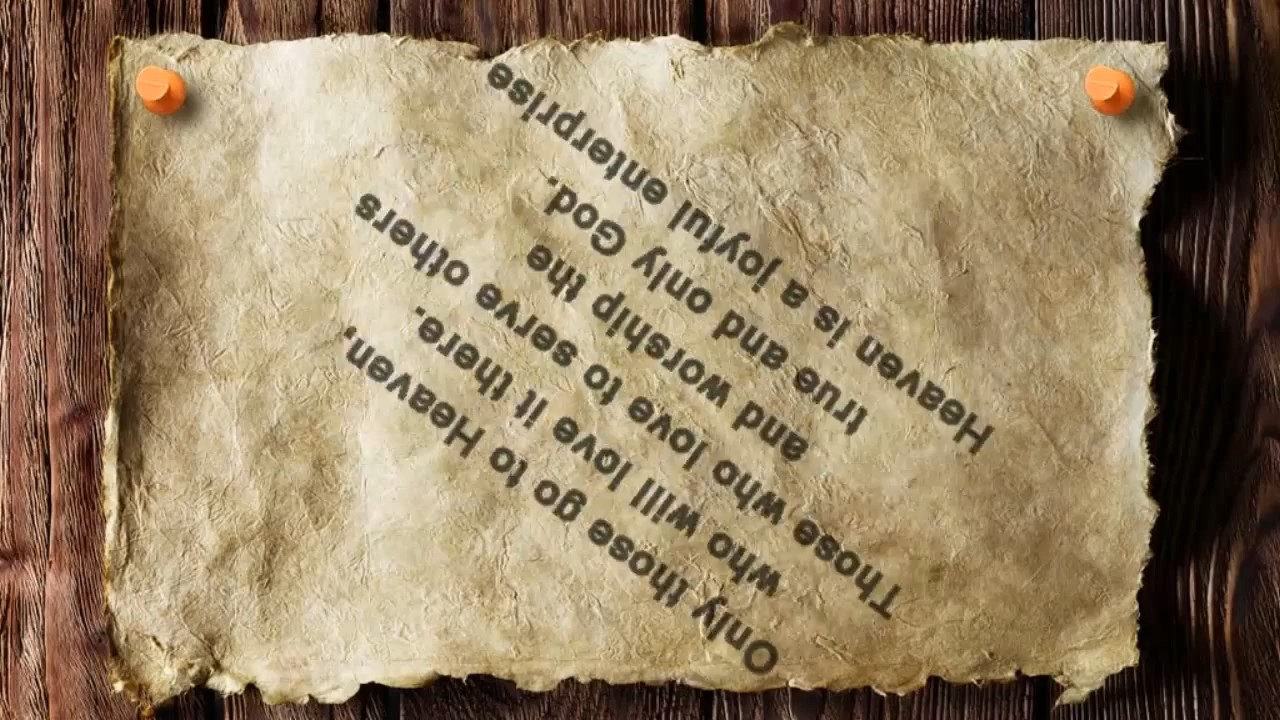 Only those go to Heaven,
who will love it there.
Those who love to serve others
and worship the
true and only God.
Heaven is a joyful enterprise